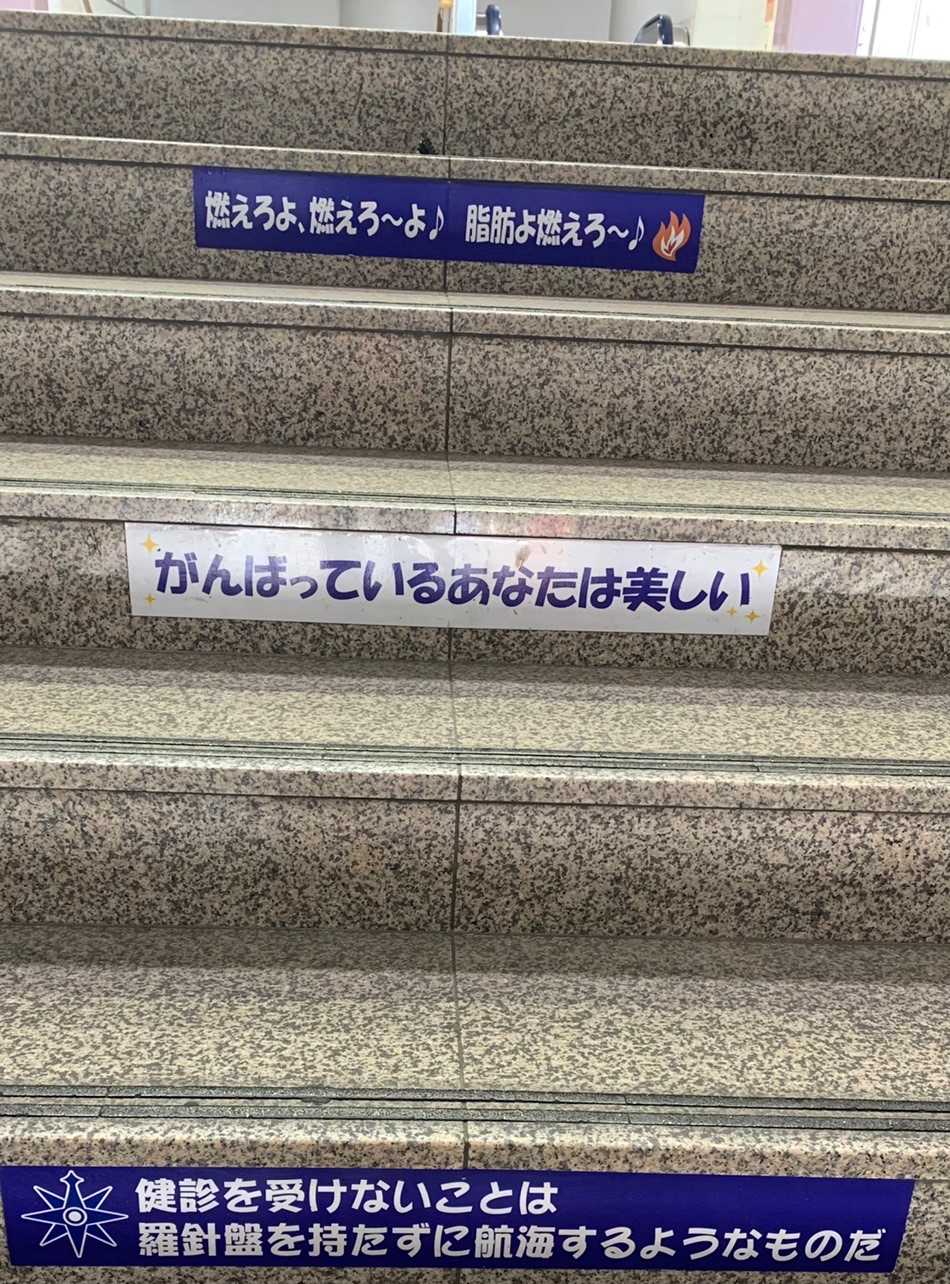 燃えろよ、燃えろ～よ♪ 脂肪よ燃えろ～♪
がんばっているあなたは美しい
健診を受けないことは
羅針盤を持たずに航海するようなものだ